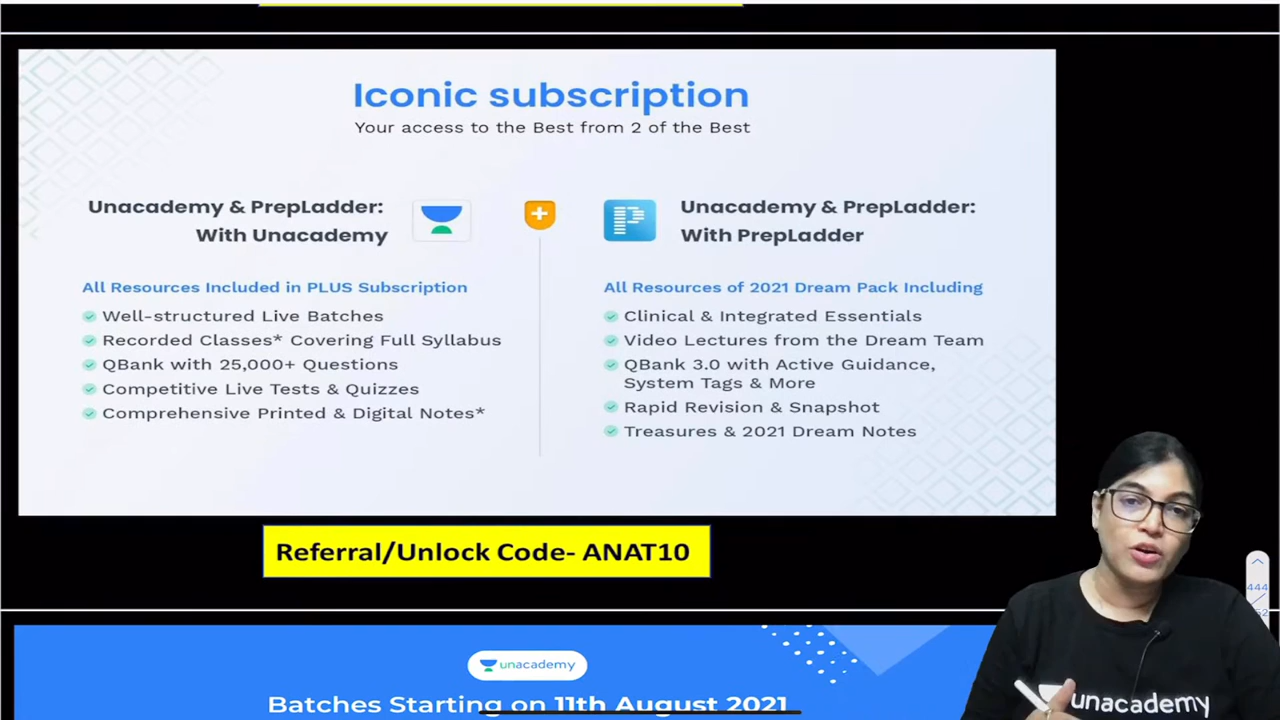 Iconic subscription
Your access to the Best from 2 of the Best
Unacademy & PrepLadder:
With Unacademy
All Resources Included in PLUS Subscription
Well-structured Live Batches
Recorded Classes* Covering Full Syllabus
QBank with 25,000+ Questions
Competitive Live Tests & Quizzes
Comprehensive Printed & Digital Notes*
Unacademy & PrepLadder:
With PrepLadder
All Resources of 2021 Dream Pack Including
Clinical & Integrated Essentials
Video Lectures from the Dream Team
QBank 3.0 with Active Guidance,
System Tags & More
Rapid Revision & Snapshot
Treasures & 2021 Dream Notes
Referral/Unlock Code- ANAT10
unacademy
Batches Starting on 11th August 2021
444
unacademy